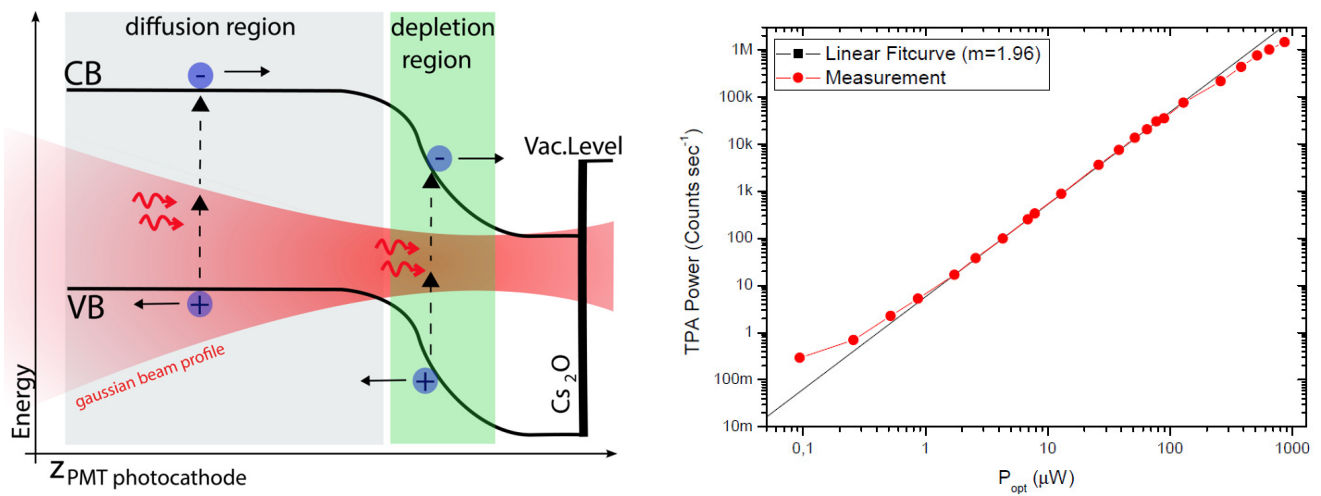 diffusion region
depletion
region
CB
-
-
Vac.Level
VB
+
+
gaussian beam profile
Cs2O
Energy
zPMT photocathode
Linear Fitcurve (m=1.96)
Measurement
TPA Power (Counts sec-1)
1M
100k
10k
1k
100
10
1
100m
10m
0,1
1
10
100
1000
Popt (µW)